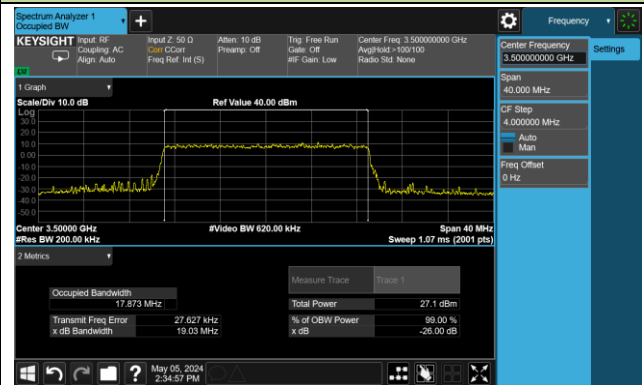 Spectrum Analyzer 1
Occupied BW
Frequency
KEYSIGHT
Input: RF
Coupling: AC
Align: Auto
Input Z: 50 Ω
Corr CCorr
Freq Ref: Int (S)
Atten: 10 dB
Preamp: Off
Trig: Free Run
Gate: Off
#IF Gain: Low
Center Freq: 3.500000000 GHz
Avg|Hold:>100/100
Radio Std: None
Center Frequency
3.500000000 GHz
Settings
Span
40.000 MHz
CF Step
4.000000 MHz
Auto
Man
Freq Offset
0 Hz
1 Graph
Scale/Div 10.0 dB
Ref Value 40.00 dBm
Log
30.0
20.0
10.0
0.00
-10.0
-20.0
-30.0
-40.0
-50.0
Center 3.50000 GHz
#Video BW 620.00 kHz
Span 40 MHz
#Res BW 200.00 kHz
Sweep 1.07 ms (2001 pts)
2 Metrics
Measure Trace
Trace 1
Occupied Bandwidth
17.873 MHz
Total Power
27.1 dBm
Transmit Freq Error
27.627 kHz
% of OBW Power
99.00 %
x dB Bandwidth
19.03 MHz
x dB
-26.00 dB
?
May 05, 2024
2:34:57 PM